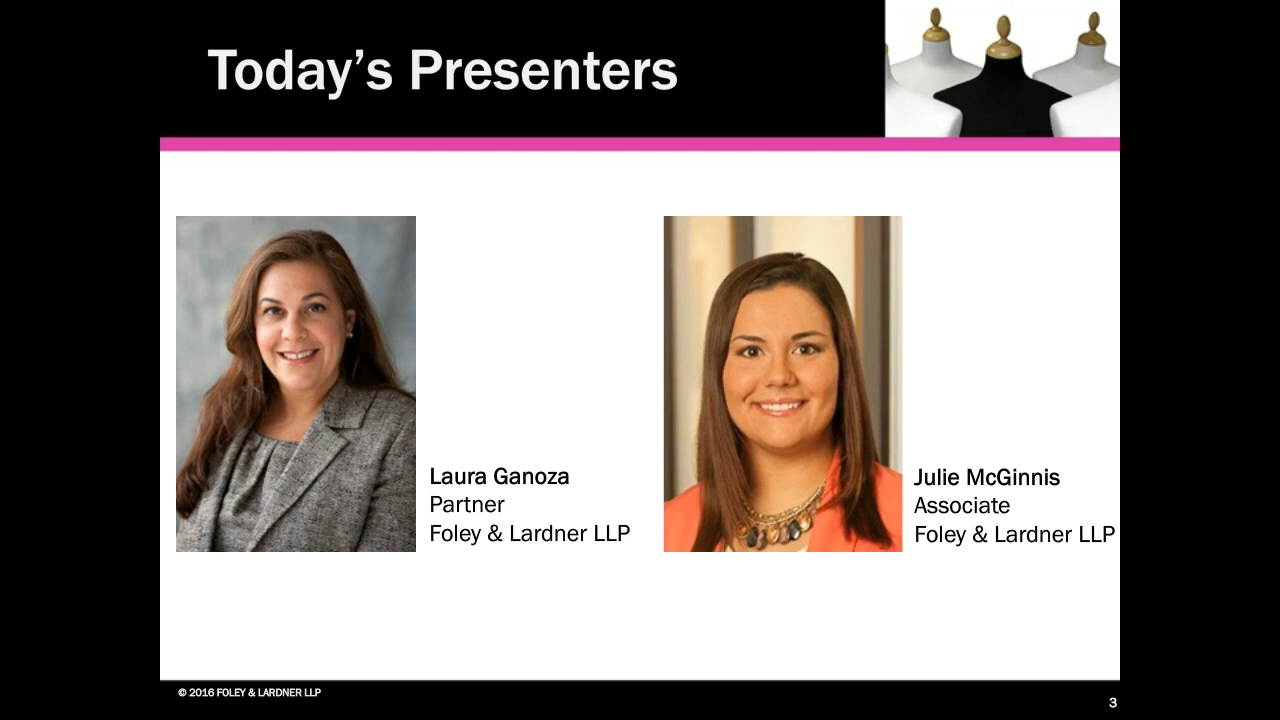 Today’s Presenters
Laura Ganoza
Partner
Foley & Lardner LLP
Julie McGinnis
Associate
Foley & Lardner LLP
© 2016 FOLEY & LARDNER LLP
3